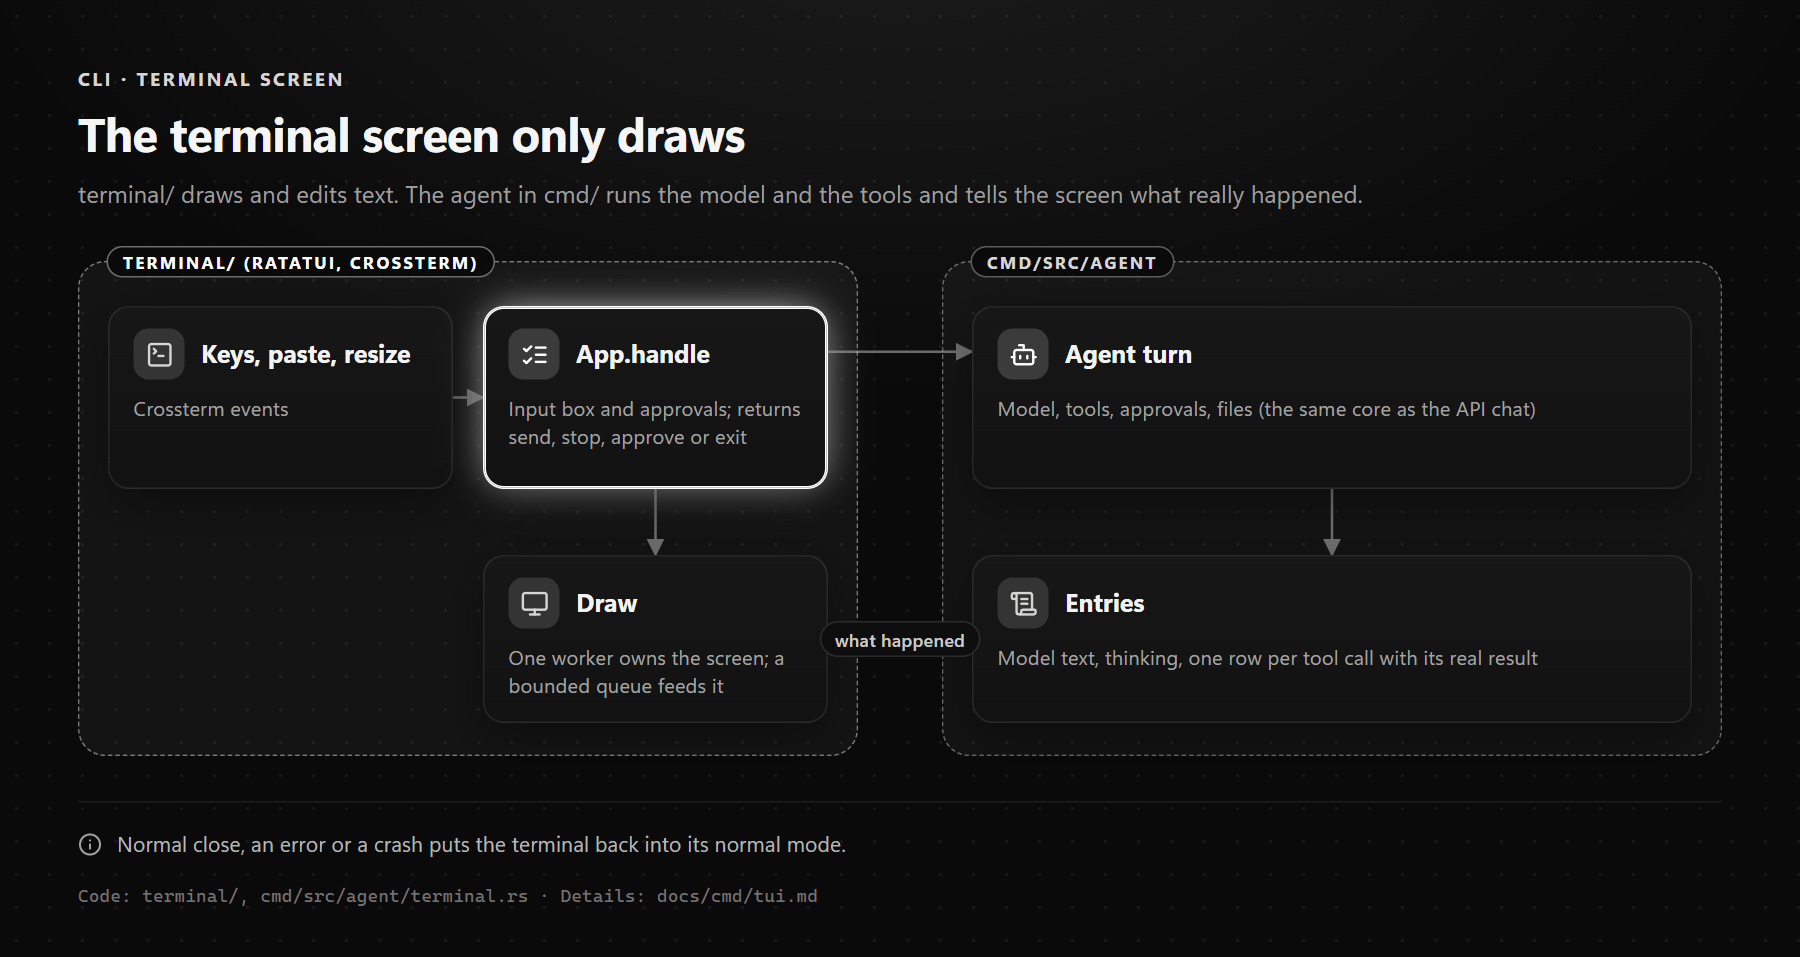 CLI · TERMINAL SCREEN
The terminal screen only draws
terminal/ draws and edits text. The agent in cmd/ runs the model and the tools and tells the screen what really happened.
TERMINAL/ (RATATUI, CROSSTERM)
Keys, paste, resize
Crossterm events
App.handle
Input box and approvals; returns
send, stop, approve or exit
Draw
One worker owns the screen; a
bounded queue feeds it
what happened
CMD/SRC/AGENT
Agent turn
Model, tools, approvals, files (the same core as the API chat)
Entries
Model text, thinking, one row per tool call with its real result
Normal close, an error or a crash puts the terminal back into its normal mode.
Code: terminal/, cmd/src/agent/terminal.rs · Details: docs/cmd/tui.md